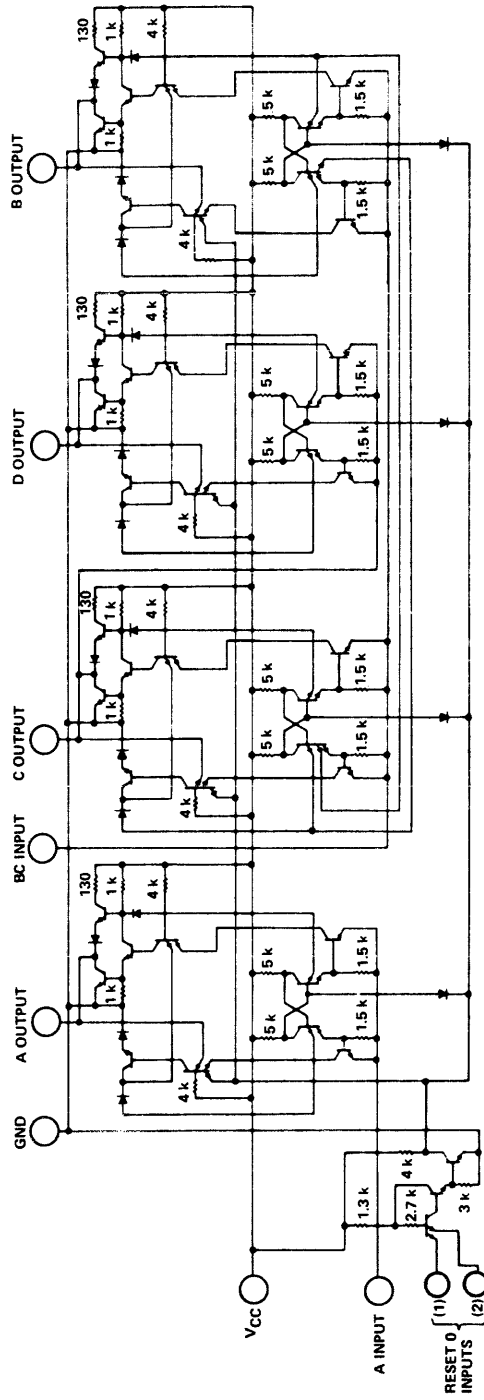 GND
A OUTPUT
BC INPUT
C OUTPUT
D OUTPUT
B OUTPUT
130
1 k
1 k
4 k
4 k
130
1 k
1 k
4 k
4 k
130
1 k
1 k
4 k
4 k
130
1 k
1 k
4 k
4 k
VCC
5 k
5 k
1.5 k
1.5 k
5 k
5 k
1.5 k
1.5 k
5 k
5 k
1.5 k
1.5 k
5 k
5 k
1.5 k
1.5 k
A INPUT
1.3 k
2.7 k
4 k
3 k
RESET 0
INPUTS
(1)
(2)